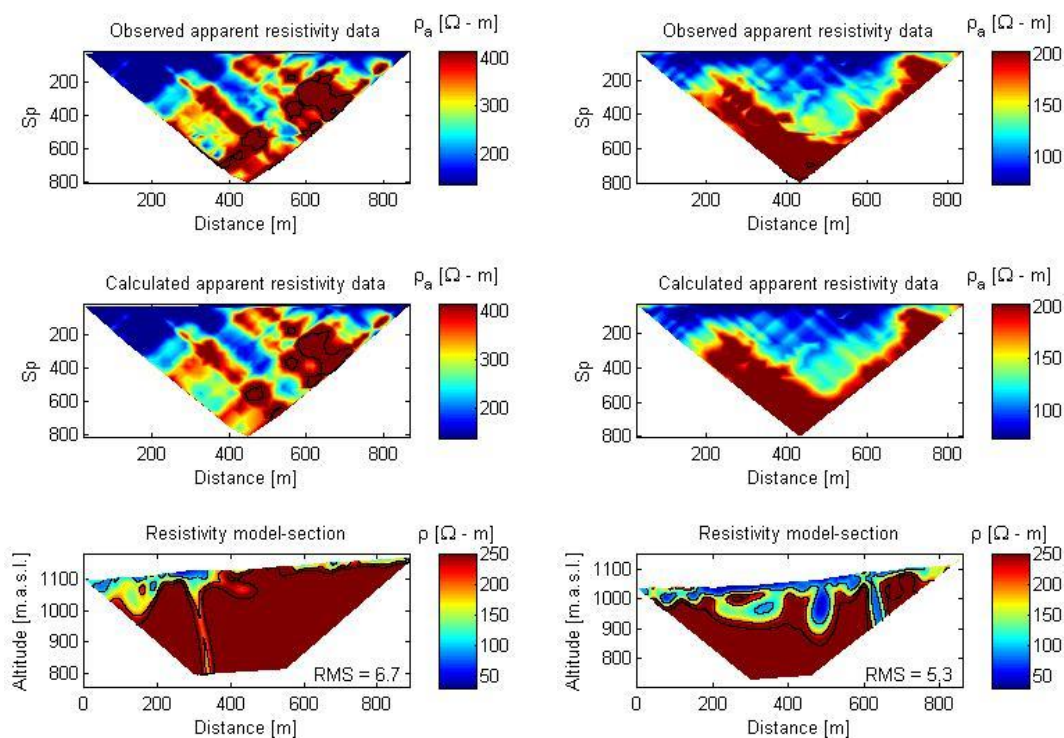 Observed apparent resistivity data
ρa [Ω - m]
Sp
200
400
600
800
200 400 600 800
Distance [m]
400
300
200
Observed apparent resistivity data
ρa [Ω - m]
Sp
200
400
600
800
200 400 600 800
Distance [m]
200
150
100
Calculated apparent resistivity data
ρa [Ω - m]
Sp
200
400
600
800
200 400 600 800
Distance [m]
400
300
200
Calculated apparent resistivity data
ρa [Ω - m]
Sp
200
400
600
800
200 400 600 800
Distance [m]
200
150
100
Resistivity model-section
ρ [Ω - m]
Altitude [m.a.s.l.]
1100
1000
900
800
RMS = 6.7
0 200 400 600 800
Distance [m]
250
200
150
100
50
Resistivity model-section
ρ [Ω - m]
Altitude [m.a.s.l.]
1100
1000
900
800
RMS = 5.3
0 200 400 600 800
Distance [m]
250
200
150
100
50